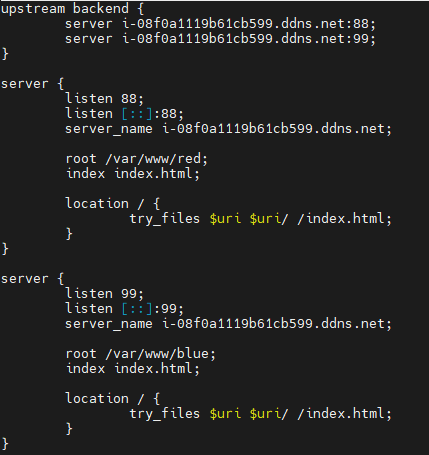 upstream backend {
        server i-08f0a1119b61cb599.ddns.net:88;
        server i-08f0a1119b61cb599.ddns.net:99;
}

server {
        listen 88;
        listen [::]:88;
        server_name i-08f0a1119b61cb599.ddns.net;

        root /var/www/red;
        index index.html;

        location / {
                try_files $uri $uri/ /index.html;
        }
}

server {
        listen 99;
        listen [::]:99;
        server_name i-08f0a1119b61cb599.ddns.net;

        root /var/www/blue;
        index index.html;

        location / {
                try_files $uri $uri/ /index.html;
        }
}